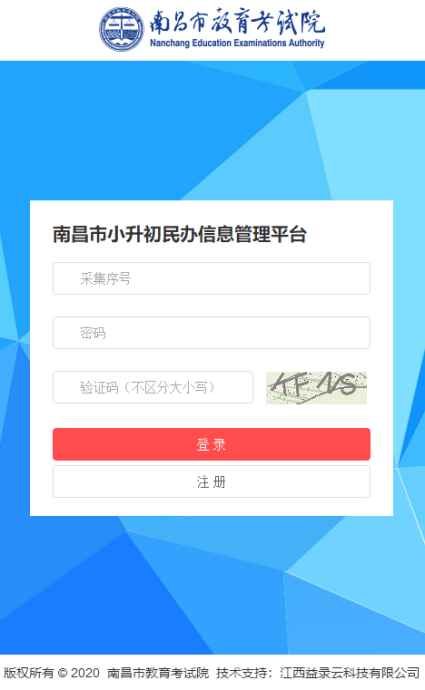 南昌市教育考试院
Nanchang Education Examinations Authority
南昌市小升初民办信息管理平台
采集序号
密码
验证码（不区分大小写）
登 录
注 册
版权所有 © 2020 南昌市教育考试院 技术支持：江西益录云科技有限公司